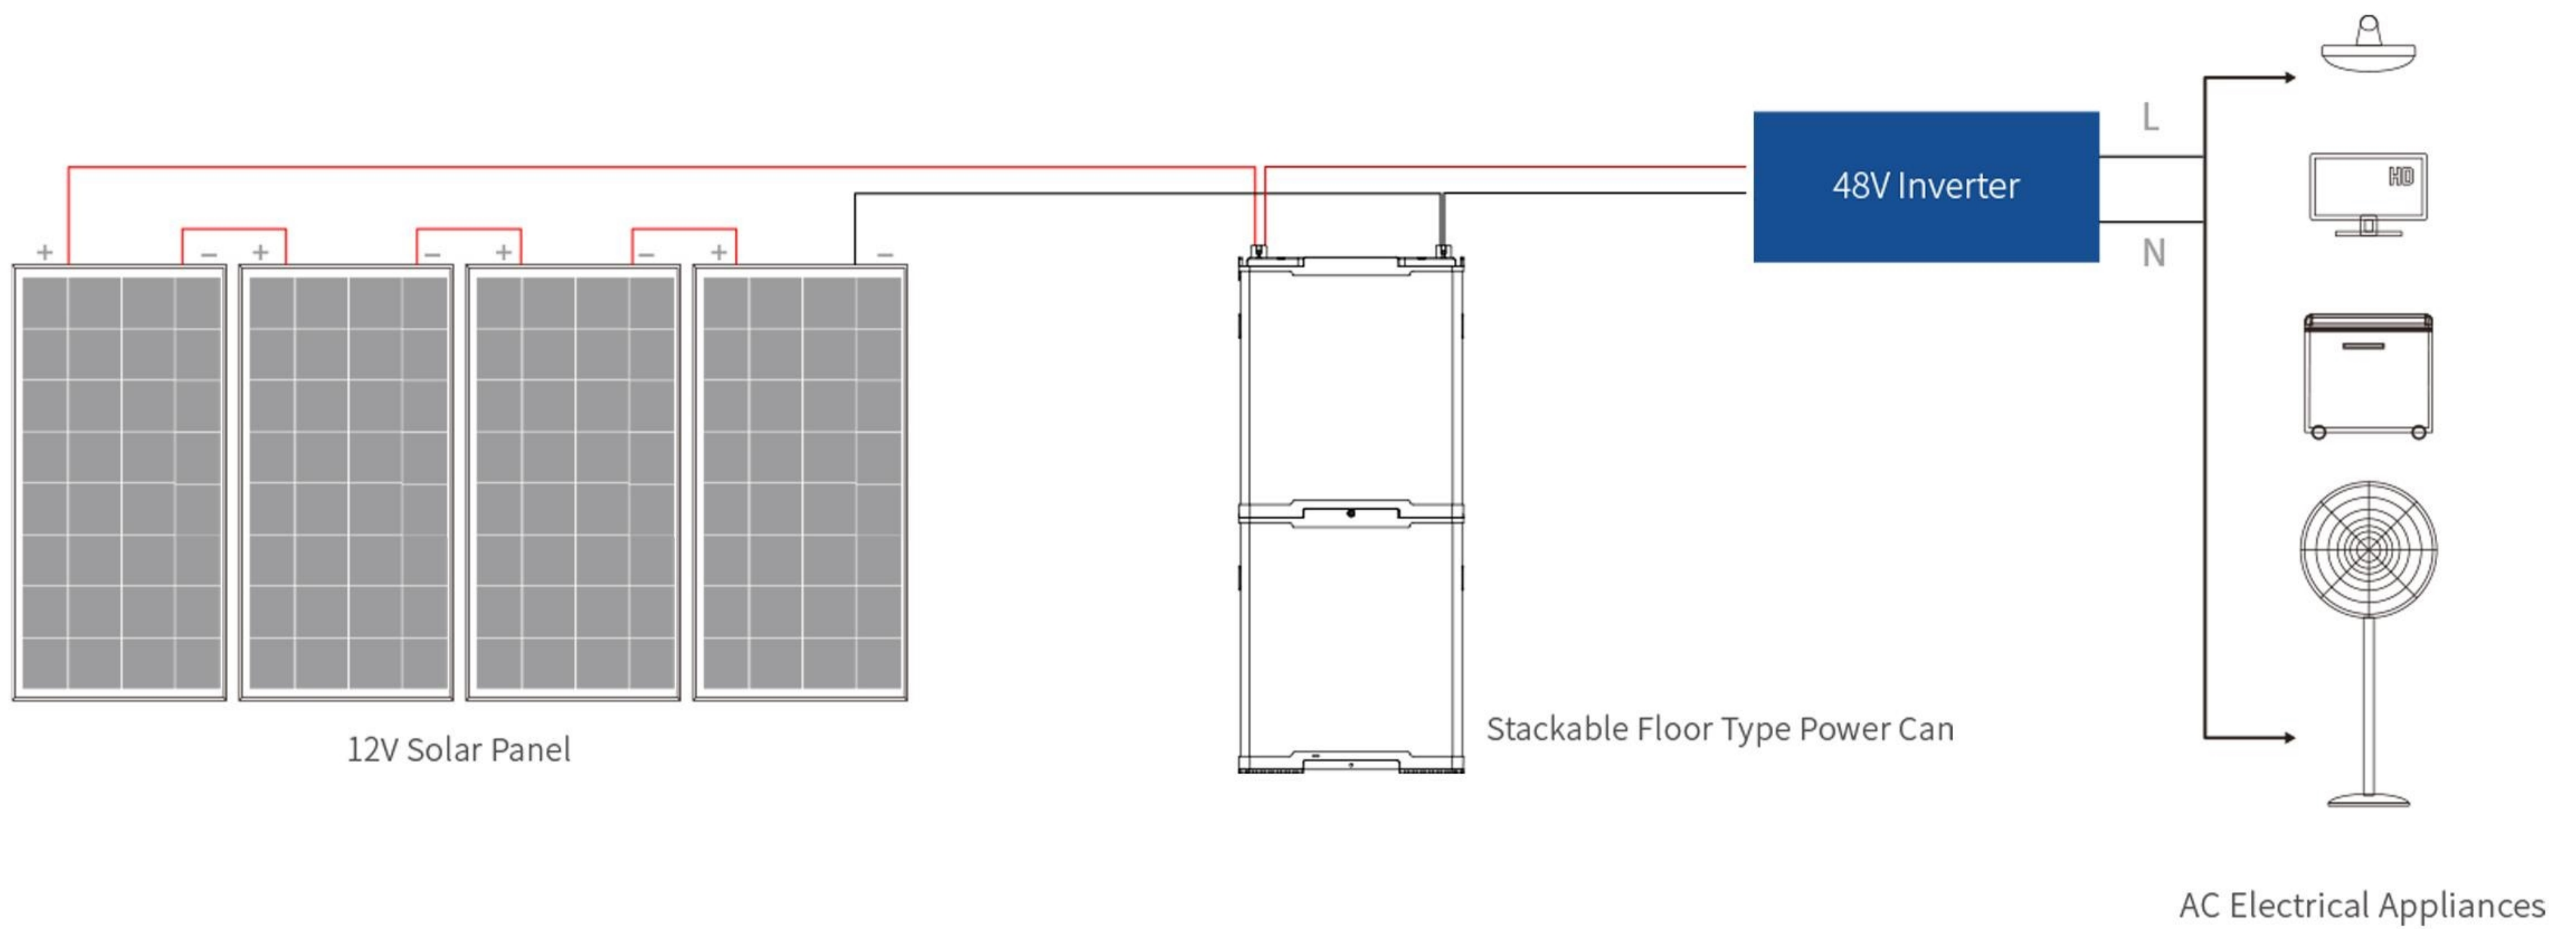 L
48V Inverter
HD
N
+ − + − + − + −
12V Solar Panel
Stackable Floor Type Power Can
AC Electrical Appliances